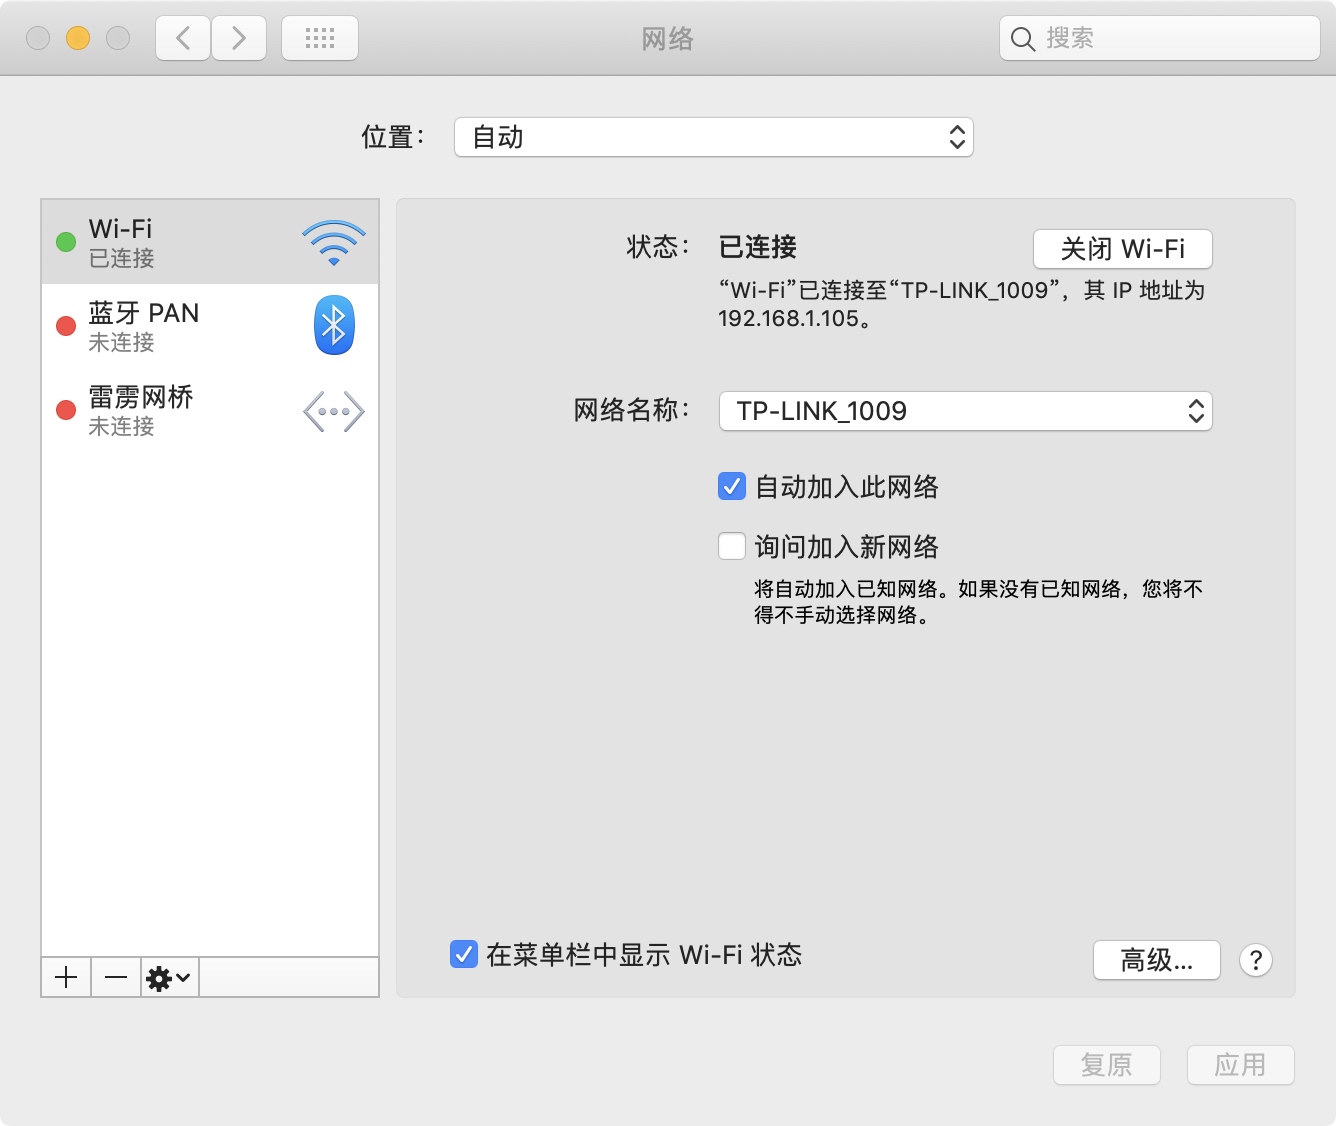 网络
搜索
位置：
自动
Wi-Fi
已连接
蓝牙 PAN
未连接
雷雳网桥
未连接
状态：
已连接
关闭 Wi-Fi
“Wi-Fi”已连接至“TP-LINK_1009”，其 IP 地址为
192.168.1.105。
网络名称：
TP-LINK_1009
自动加入此网络
询问加入新网络
将自动加入已知网络。如果没有已知网络，您将不
得不手动选择网络。
在菜单栏中显示 Wi-Fi 状态
高级...
?
复原
应用